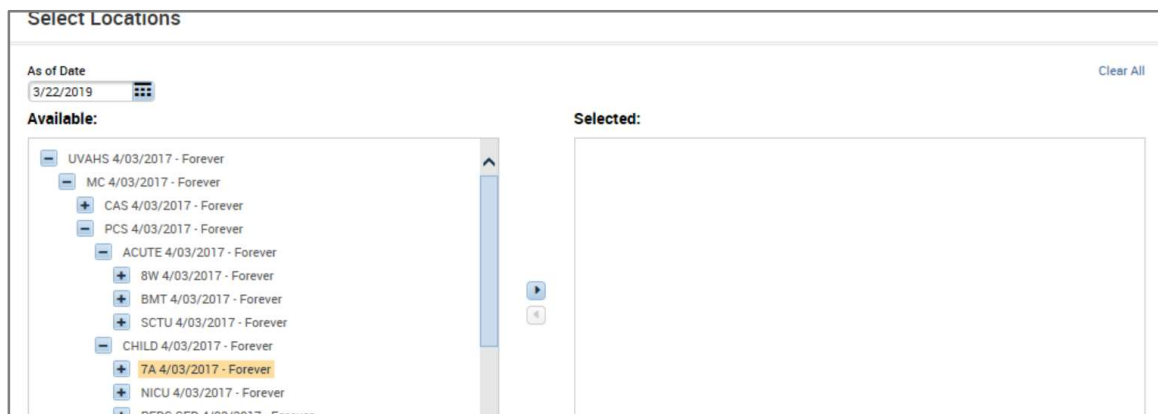 Select Locations
As of Date
Clear All
3/22/2019
Available:
Selected:
UVAHS 4/03/2017 - Forever
MC 4/03/2017 - Forever
CAS 4/03/2017 - Forever
PCS 4/03/2017 - Forever
ACUTE 4/03/2017 - Forever
8W 4/03/2017 - Forever
BMT 4/03/2017 - Forever
SCTU 4/03/2017 - Forever
CHILD 4/03/2017 - Forever
7A 4/03/2017 - Forever
NICU 4/03/2017 - Forever